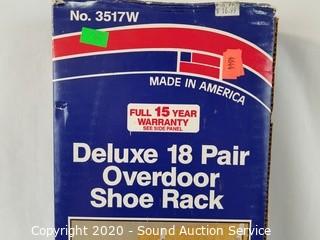 No. 3517W
MADE IN AMERICA
FULL 15 YEAR
WARRANTY
SEE SIDE PANEL
Deluxe 18 Pair
Overdoor
Shoe Rack
Copyright 2020 - Sound Auction Service